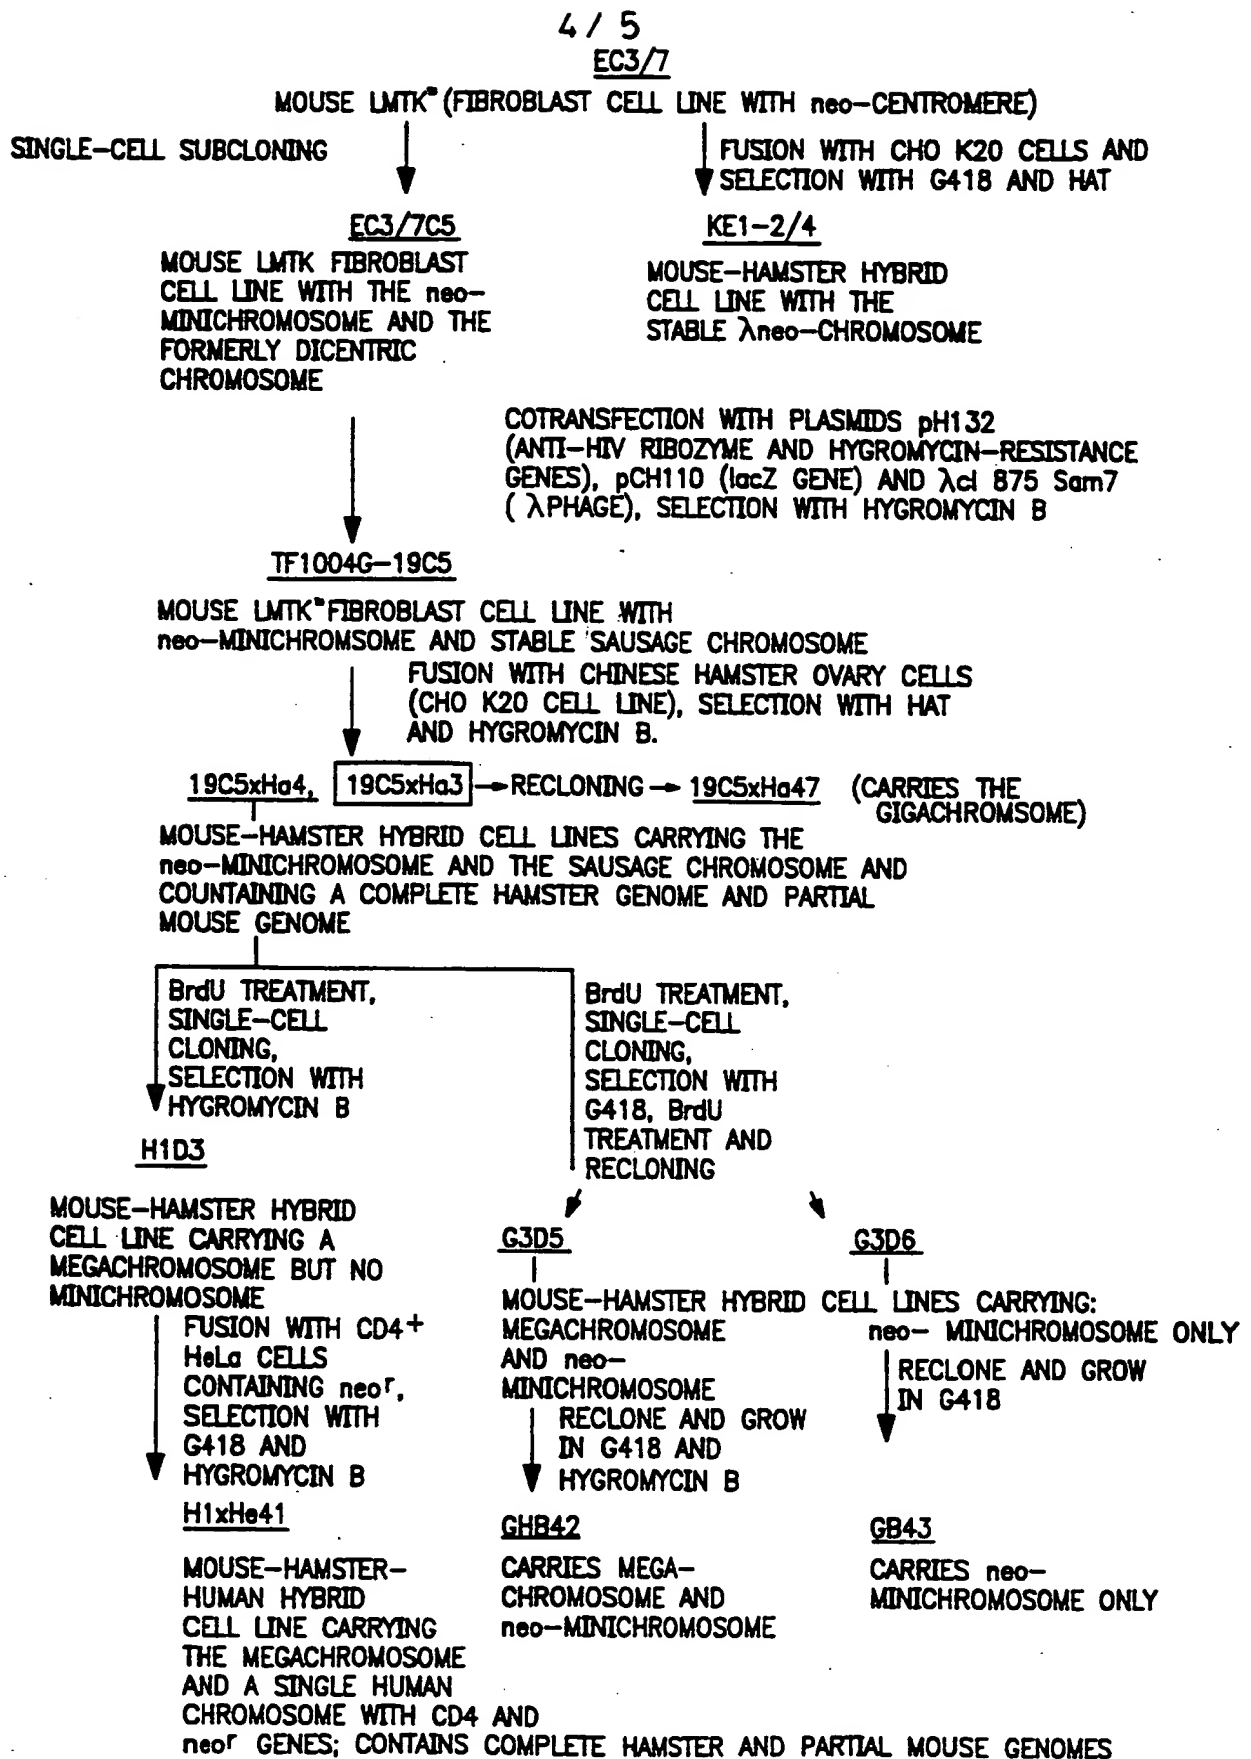 4 / 5
EC3/7
MOUSE LMTK⁻ (FIBROBLAST CELL LINE WITH neo-CENTROMERE)
SINGLE-CELL SUBCLONING
FUSION WITH CHO K20 CELLS AND
SELECTION WITH G418 AND HAT
EC3/7C5
MOUSE LMTK FIBROBLAST
CELL LINE WITH THE neo-
MINICHROMOSOME AND THE
FORMERLY DICENTRIC
CHROMOSOME
KE1-2/4
MOUSE-HAMSTER HYBRID
CELL LINE WITH THE
STABLE λneo-CHROMOSOME
COTRANSFECTION WITH PLASMIDS pH132
(ANTI-HIV RIBOZYME AND HYGROMYCIN-RESISTANCE
GENES), pCH110 (lacZ GENE) AND λcI 875 Sam7
( λPHAGE), SELECTION WITH HYGROMYCIN B
TF1004G-19C5
MOUSE LMTK⁻FIBROBLAST CELL LINE WITH
neo-MINICHROMSOME AND STABLE SAUSAGE CHROMOSOME
FUSION WITH CHINESE HAMSTER OVARY CELLS
(CHO K20 CELL LINE), SELECTION WITH HAT
AND HYGROMYCIN B.
19C5xHa4, 19C5xHa3 → RECLONING → 19C5xHa47 (CARRIES THE
GIGACHROMSOME)
MOUSE-HAMSTER HYBRID CELL LINES CARRYING THE
neo-MINICHROMOSOME AND THE SAUSAGE CHROMOSOME AND
COUNTAINING A COMPLETE HAMSTER GENOME AND PARTIAL
MOUSE GENOME
BrdU TREATMENT,
SINGLE-CELL
CLONING,
SELECTION WITH
HYGROMYCIN B
BrdU TREATMENT,
SINGLE-CELL
CLONING,
SELECTION WITH
G418, BrdU
TREATMENT AND
RECLONING
H1D3
MOUSE-HAMSTER HYBRID
CELL LINE CARRYING A
MEGACHROMOSOME BUT NO
MINICHROMOSOME
G3D5
G3D6
MOUSE-HAMSTER HYBRID CELL LINES CARRYING:
MEGACHROMOSOME
AND neo-
MINICHROMOSOME
neo- MINICHROMOSOME ONLY
FUSION WITH CD4+
HeLa CELLS
CONTAINING neoʳ,
SELECTION WITH
G418 AND
HYGROMYCIN B
RECLONE AND GROW
IN G418 AND
HYGROMYCIN B
RECLONE AND GROW
IN G418
H1xHe41
MOUSE-HAMSTER-
HUMAN HYBRID
CELL LINE CARRYING
THE MEGACHROMOSOME
AND A SINGLE HUMAN
CHROMOSOME WITH CD4 AND
neoʳ GENES; CONTAINS COMPLETE HAMSTER AND PARTIAL MOUSE GENOMES
GHB42
CARRIES MEGA-
CHROMOSOME AND
neo-MINICHROMOSOME
GB43
CARRIES neo-
MINICHROMOSOME ONLY